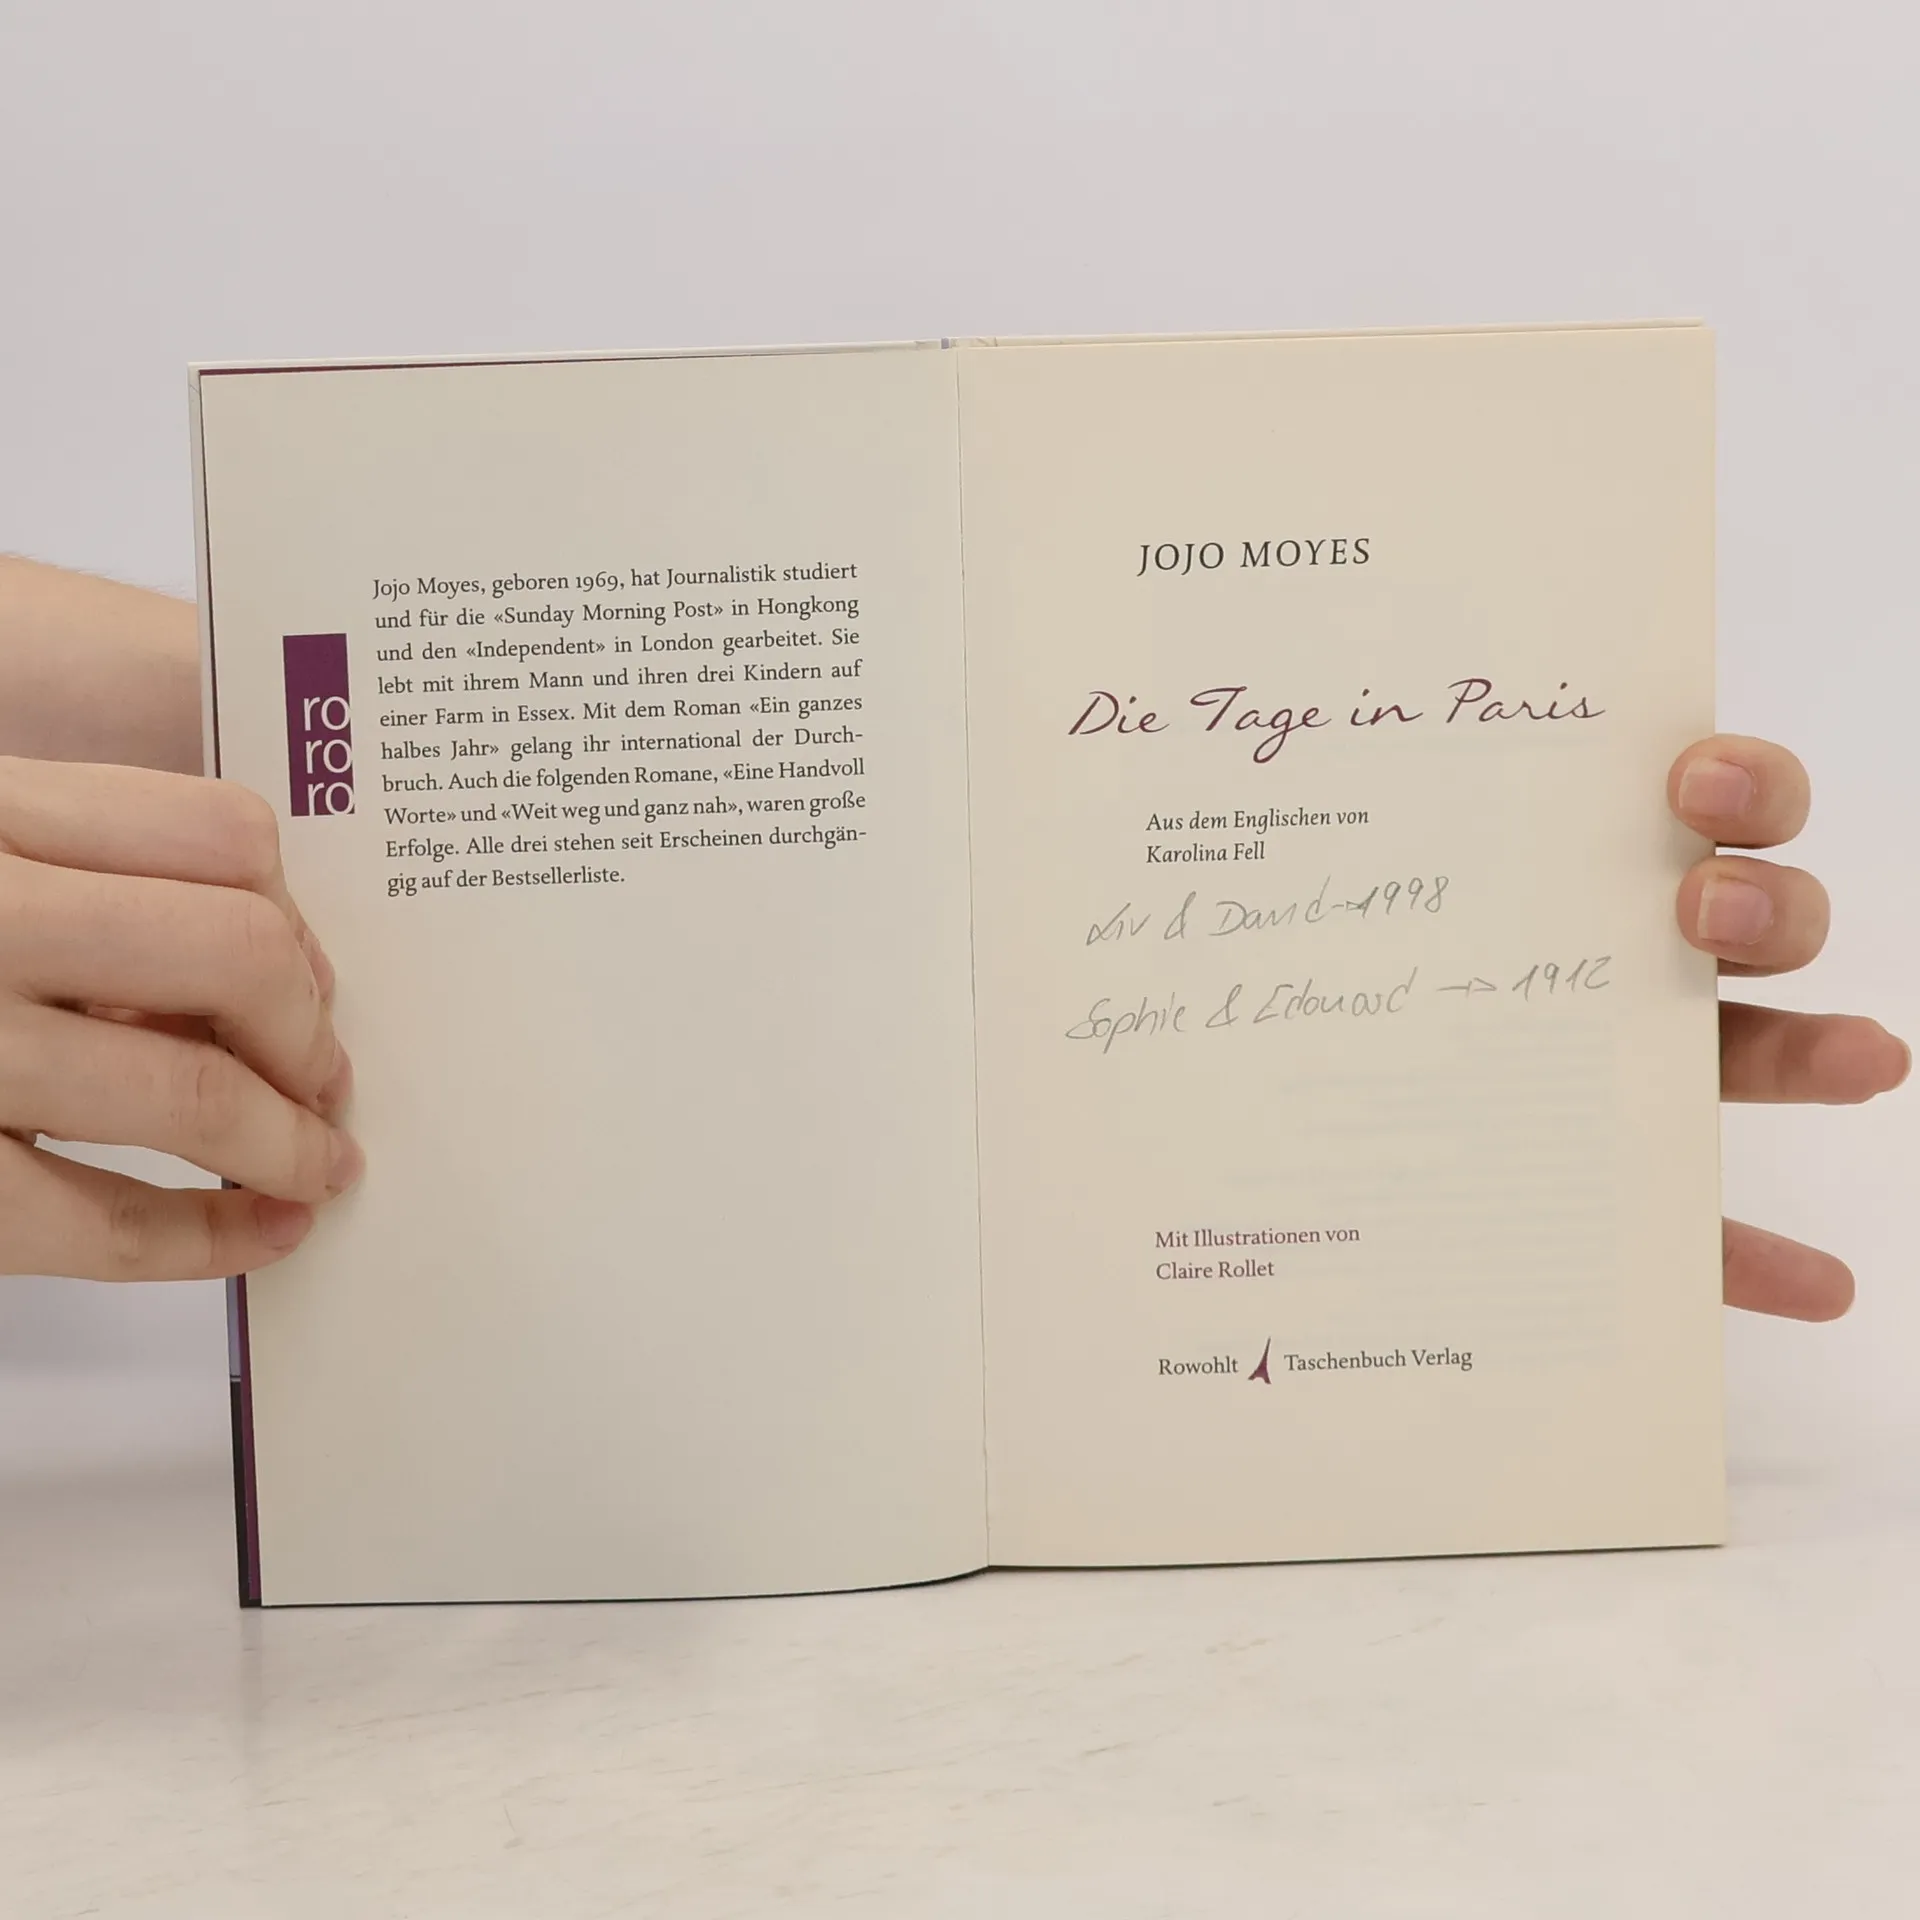 ro
ro
ro
Jojo Moyes, geboren 1969, hat Journalistik studiert
und für die «Sunday Morning Post» in Hongkong
und den «Independent» in London gearbeitet. Sie
lebt mit ihrem Mann und ihren drei Kindern auf
einer Farm in Essex. Mit dem Roman «Ein ganzes
halbes Jahr» gelang ihr international der Durch-
bruch. Auch die folgenden Romane, «Eine Handvoll
Worte» und «Weit weg und ganz nah», waren große
Erfolge. Alle drei stehen seit Erscheinen durchgän-
gig auf der Bestsellerliste.
JOJO MOYES
Die Tage in Paris
Aus dem Englischen von
Karolina Fell
Liv & David → 1998
Sophie & Edouard → 1912
Mit Illustrationen von
Claire Rollet
Rowohlt Taschenbuch Verlag